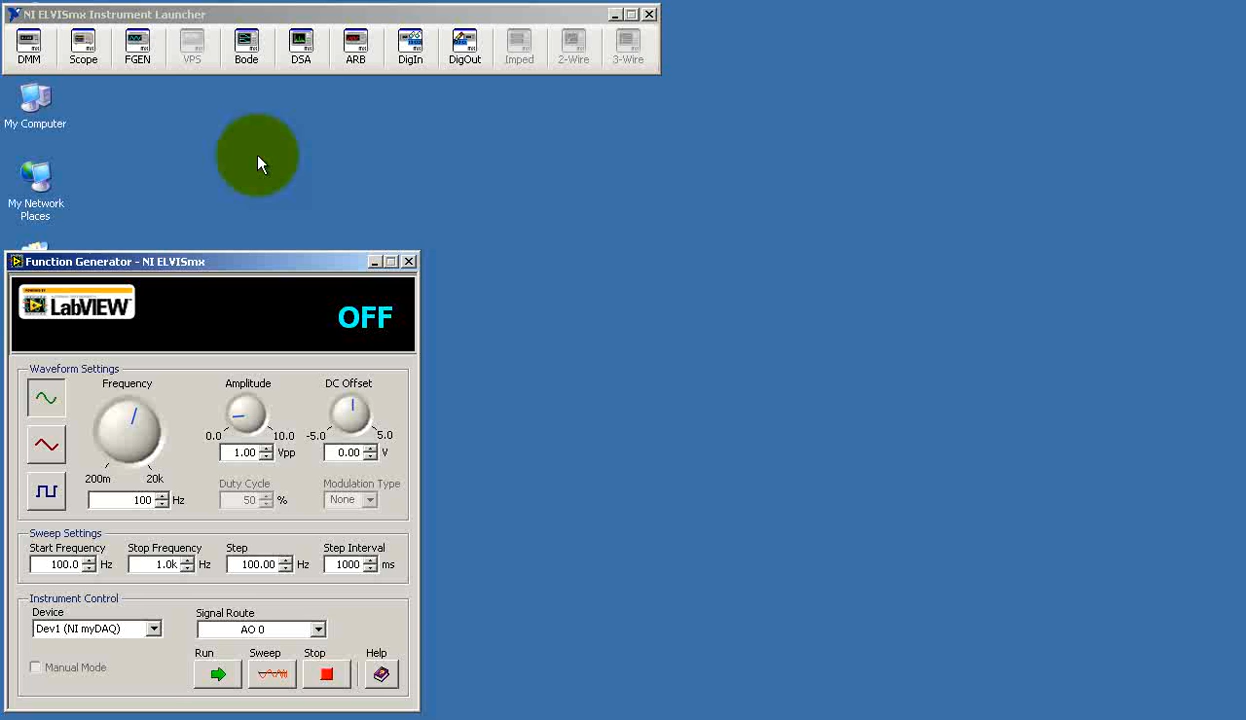 NI ELVISmx Instrument Launcher
DMM Scope FGEN VPS Bode DSA ARB DigIn DigOut Imped 2-Wire 3-Wire
My Computer
My Network
Places
Function Generator - NI ELVISmx
LabVIEW
OFF
Waveform Settings
Frequency Amplitude DC Offset
0.0 10.0 -5.0 5.0
1.00 Vpp 0.00 V
200m 20k
Duty Cycle Modulation Type
100 Hz 50 % None
Sweep Settings
Start Frequency Stop Frequency Step Step Interval
100.0 Hz 1.0k Hz 100.00 Hz 1000 ms
Instrument Control
Device Signal Route
Dev1 (NI myDAQ) AO 0
Run Sweep Stop Help
Manual Mode